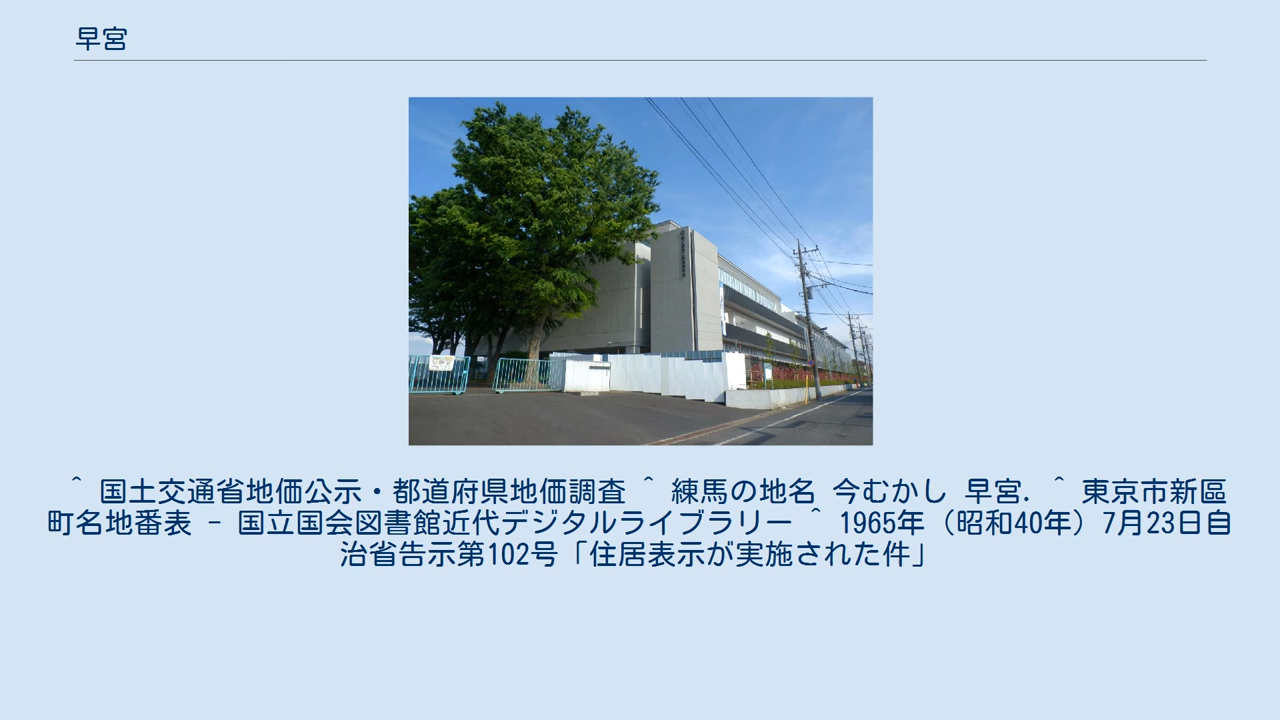 早宮
^ 国土交通省地価公示・都道府県地価調査 ^ 練馬の地名 今むかし 早宮. ^ 東京市新區
町名地番表 - 国立国会図書館近代デジタルライブラリー ^ 1965年（昭和40年）7月23日自
治省告示第102号「住居表示が実施された件」